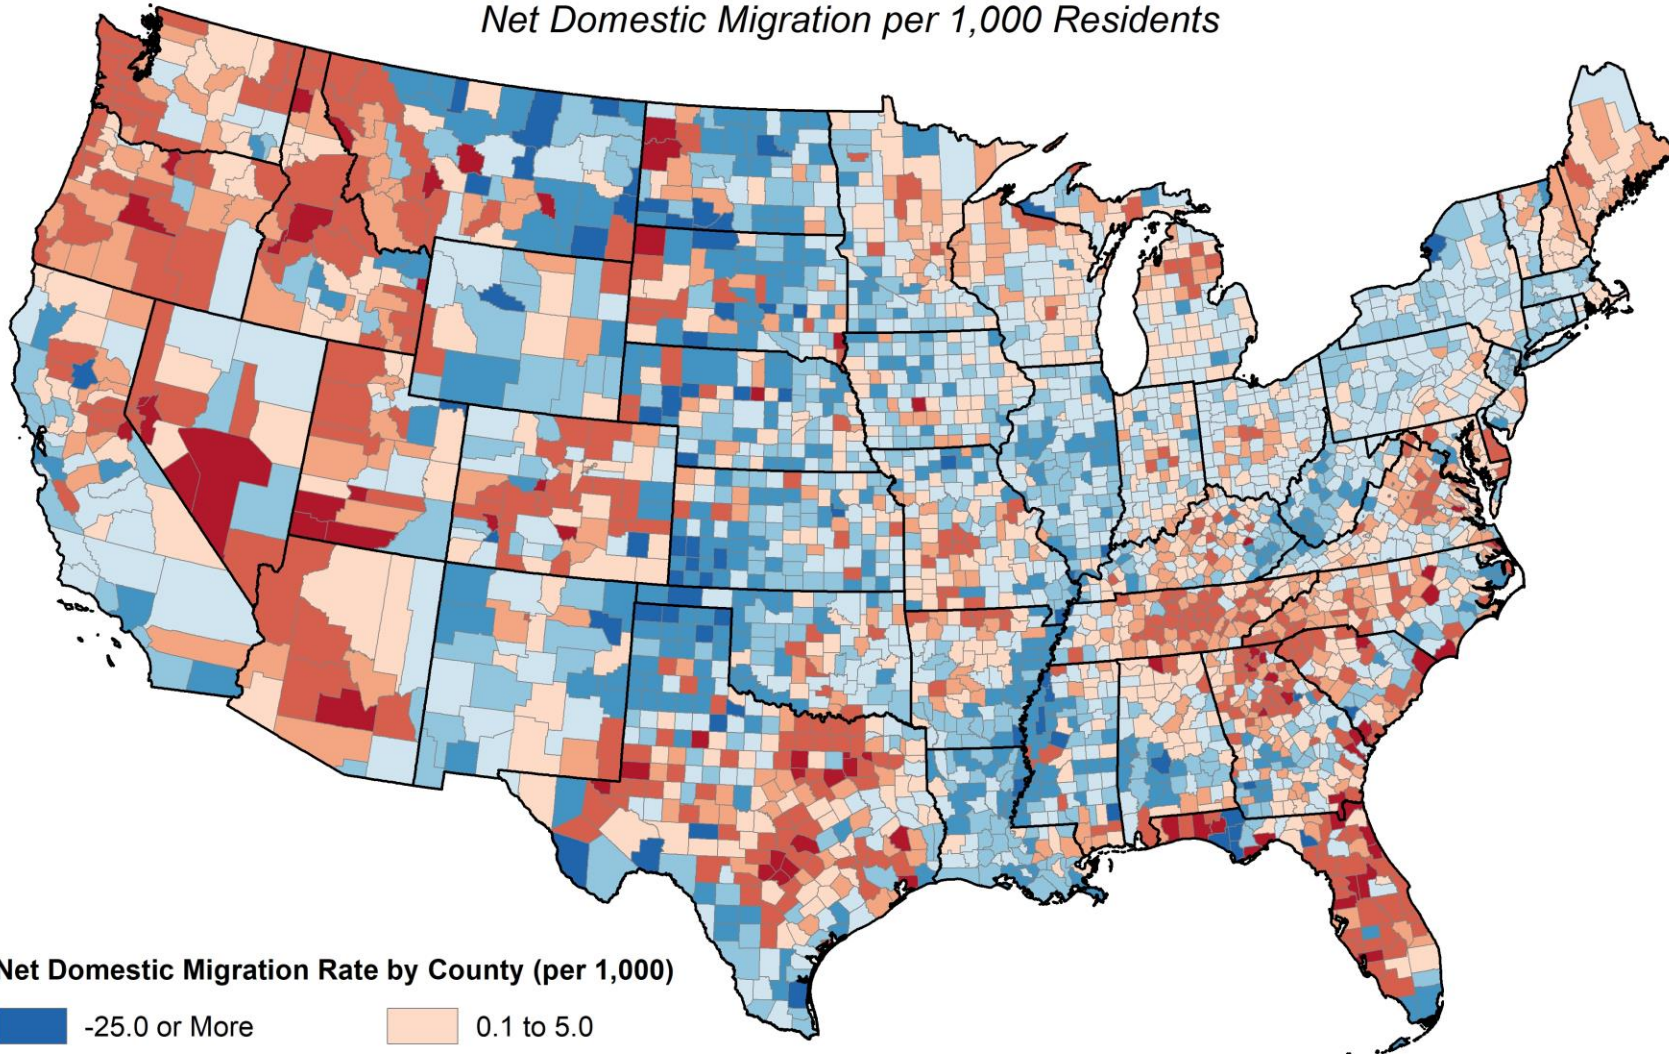 Net Domestic Migration per 1,000 Residents
Net Domestic Migration Rate by County (per 1,000)
-25.0 or More
0.1 to 5.0